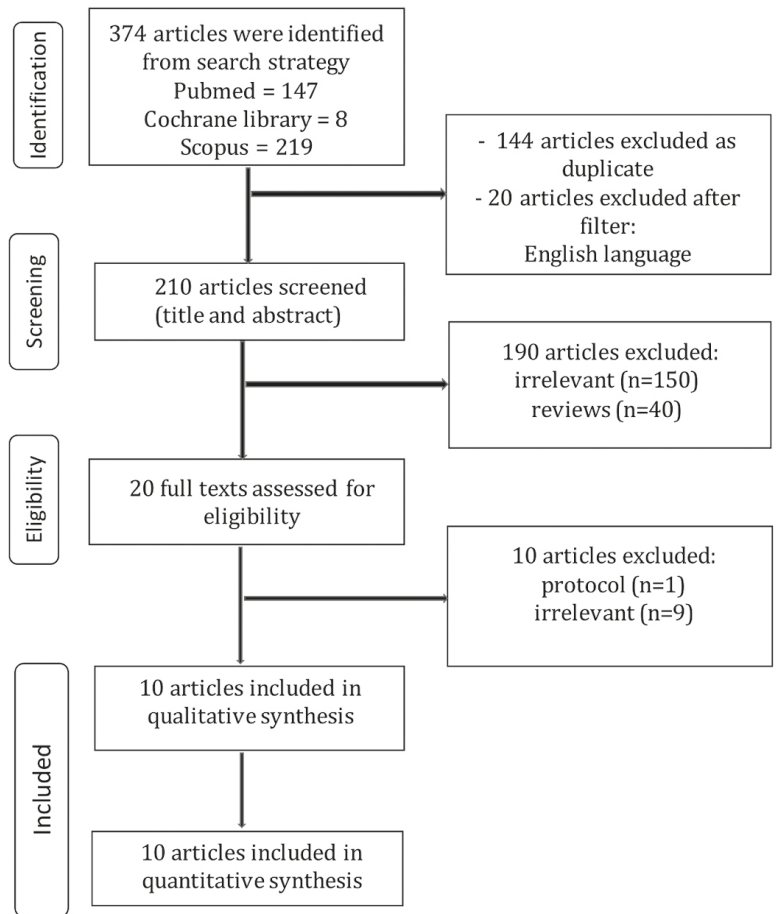 Identification
374 articles were identified
from search strategy
Pubmed = 147
Cochrane library = 8
Scopus = 219
- 144 articles excluded as
duplicate
- 20 articles excluded after
filter:
English language
Screening
210 articles screened
(title and abstract)
190 articles excluded:
irrelevant (n=150)
reviews (n=40)
Eligibility
20 full texts assessed for
eligibility
10 articles excluded:
protocol (n=1)
irrelevant (n=9)
Included
10 articles included in
qualitative synthesis
10 articles included in
quantitative synthesis